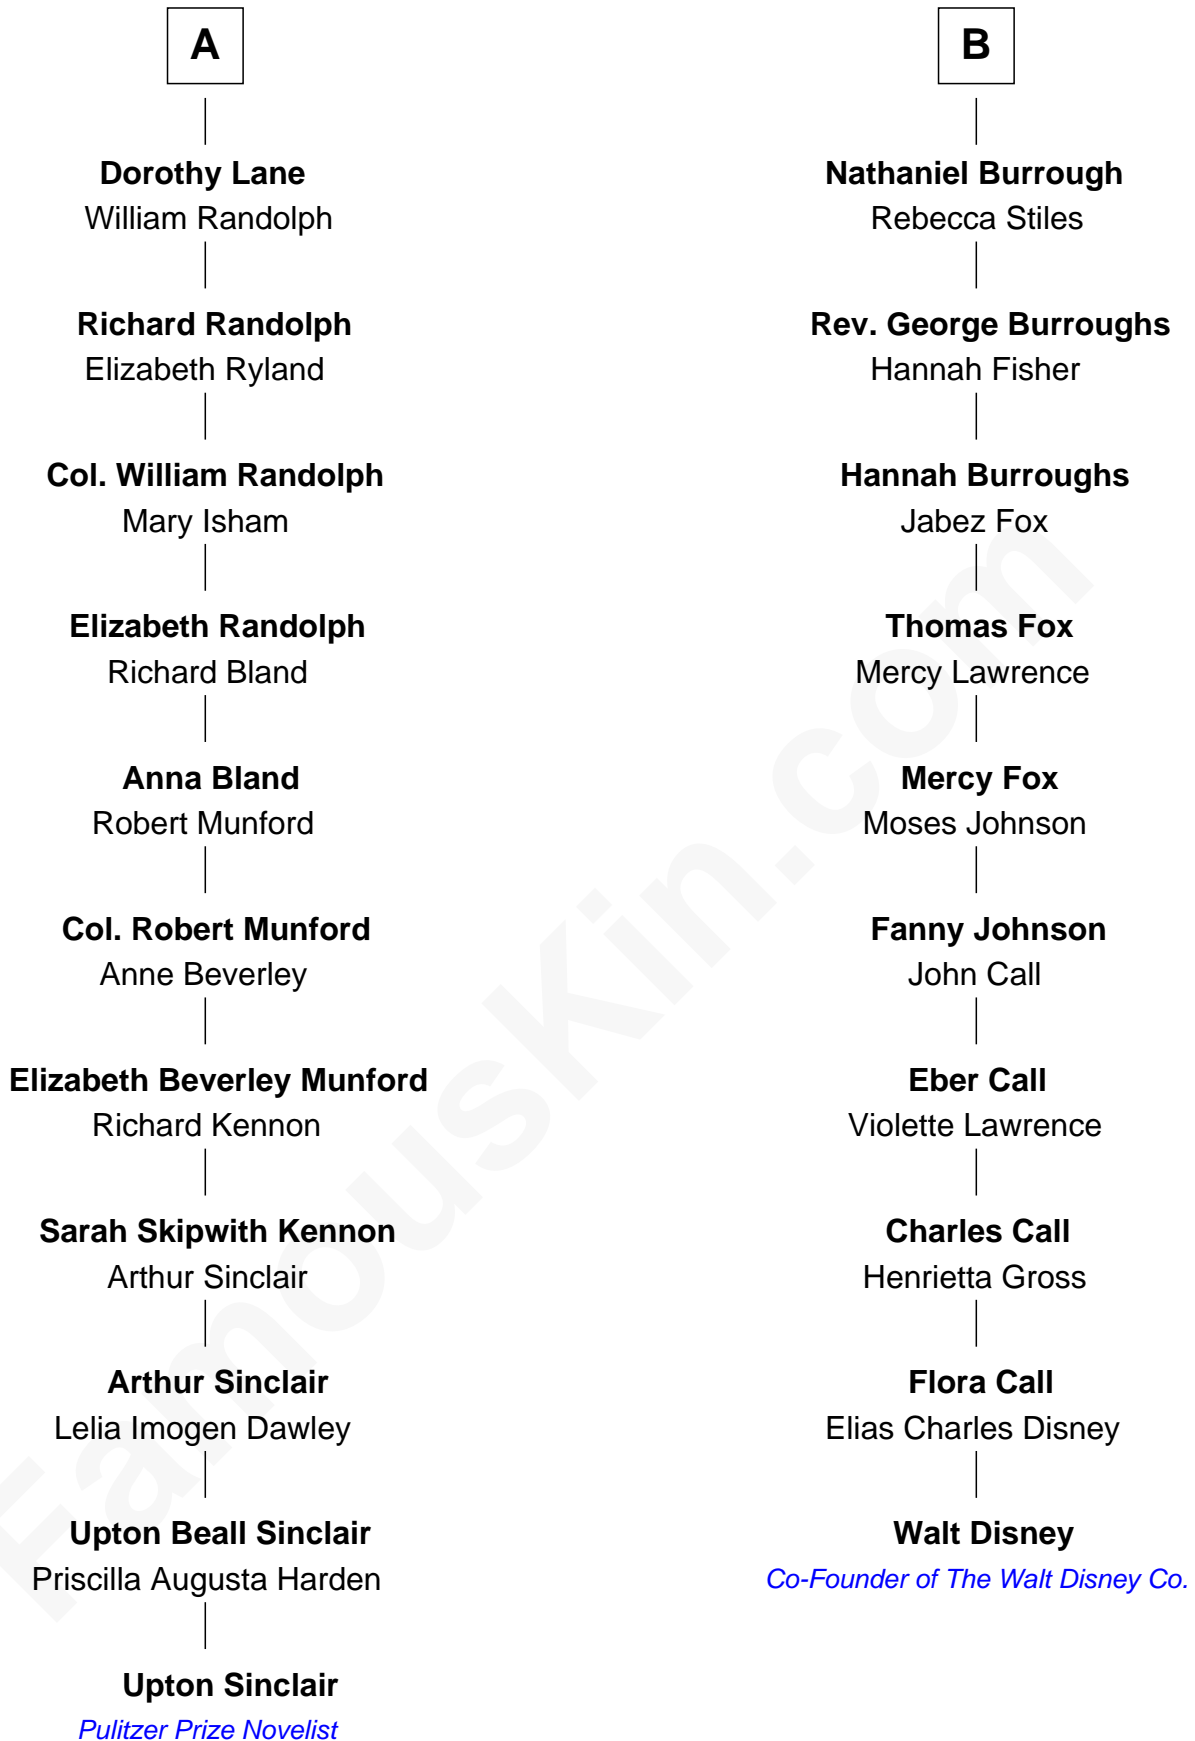 A
Dorothy Lane
William Randolph
Richard Randolph
Elizabeth Ryland
Col. William Randolph
Mary Isham
Elizabeth Randolph
Richard Bland
Anna Bland
Robert Munford
Col. Robert Munford
Anne Beverley
Elizabeth Beverley Munford
Richard Kennon
Sarah Skipwith Kennon
Arthur Sinclair
Arthur Sinclair
Lelia Imogen Dawley
Upton Beall Sinclair
Priscilla Augusta Harden
Upton Sinclair
Pulitzer Prize Novelist
B
Nathaniel Burrough
Rebecca Stiles
Rev. George Burroughs
Hannah Fisher
Hannah Burroughs
Jabez Fox
Thomas Fox
Mercy Lawrence
Mercy Fox
Moses Johnson
Fanny Johnson
John Call
Eber Call
Violette Lawrence
Charles Call
Henrietta Gross
Flora Call
Elias Charles Disney
Walt Disney
Co-Founder of The Walt Disney Co.
FamousKin.com